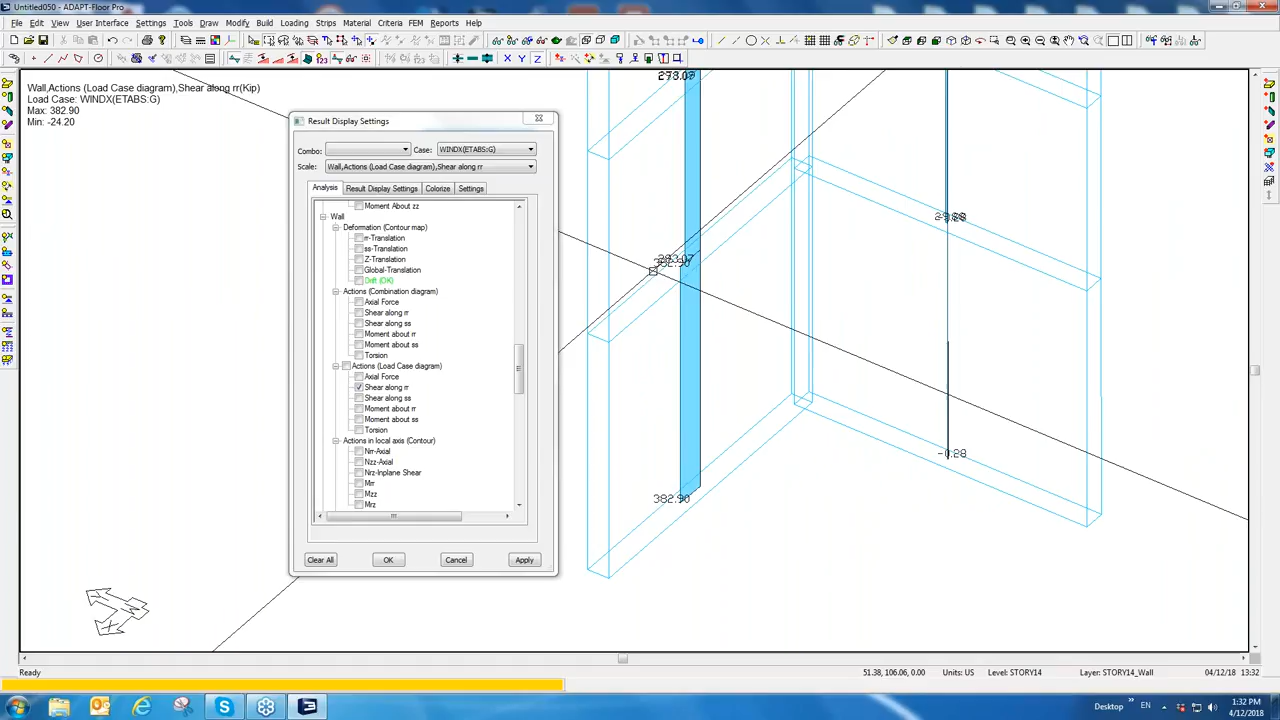 Untitled050 - ADAPT-Floor Pro
File Edit View User Interface Settings Tools Draw Modify Build Loading Strips Material Criteria FEM Reports Help
X Y Z
Wall,Actions (Load Case diagram),Shear along rr(Kip)
Load Case: WINDX(ETABS:G)
Max: 382.90
Min: -24.20
Result Display Settings
Combo: Case: WINDX(ETABS:G)
Scale: Wall,Actions (Load Case diagram),Shear along rr
Analysis Result Display Settings Colorize Settings
Moment About zz
Wall
Deformation (Contour map)
rr-Translation
ss-Translation
Z-Translation
Global-Translation
Drift (OK)
Actions (Combination diagram)
Axial Force
Shear along rr
Shear along ss
Moment about rr
Moment about ss
Torsion
Actions (Load Case diagram)
Axial Force
Shear along rr
Shear along ss
Moment about rr
Moment about ss
Torsion
Actions in local axis (Contour)
Nrr-Axial
Nzz-Axial
Nrz-Inplane Shear
Mrr
Mzz
Mrz
Clear All OK Cancel Apply
-0.28
382.90
X
Ready 51.38, 106.06, 0.00 Units: US Level: STORY14 Layer: STORY14_Wall 04/12/18 13:32
Desktop EN 1:32 PM
4/12/2018